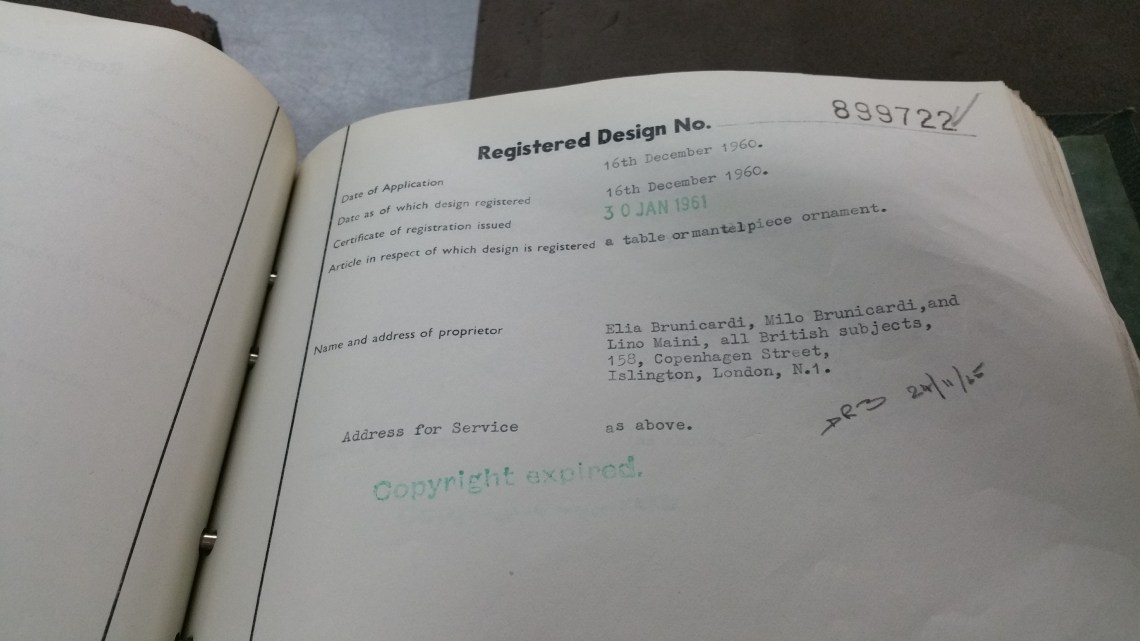 Registered Design No. 899722
Date of Application 16th December 1960.
Date as of which design registered 16th December 1960.
Certificate of registration issued 30 JAN 1961
Article in respect of which design is registered a table or mantelpiece ornament.
Name and address of proprietor Elia Brunicardi, Milo Brunicardi, and
Lino Maini, all British subjects,
158, Copenhagen Street,
Islington, London, N.1.
24/11/65
Address for Service as above.
Copyright expired.